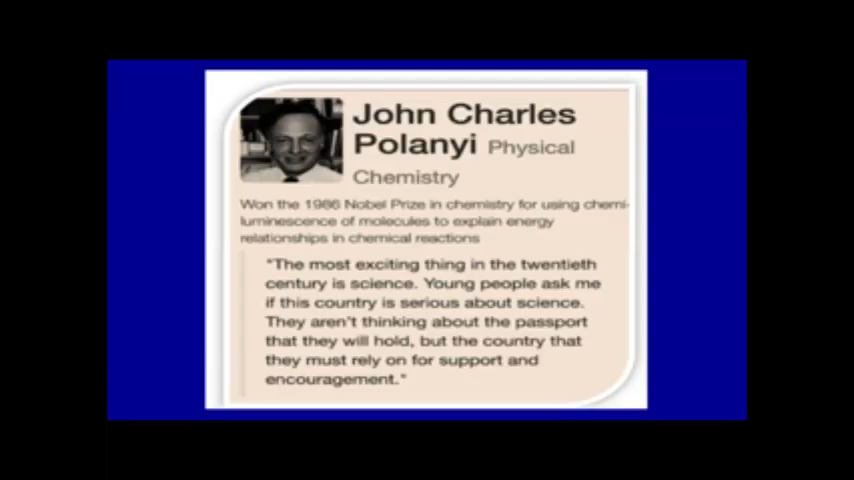 John Charles
Polanyi Physical
Chemistry
Won the 1986 Nobel Prize in chemistry for using chemi-
luminescence of molecules to explain energy
relationships in chemical reactions
"The most exciting thing in the twentieth
century is science. Young people ask me
if this country is serious about science.
They aren't thinking about the passport
that they will hold, but the country that
they must rely on for support and
encouragement."